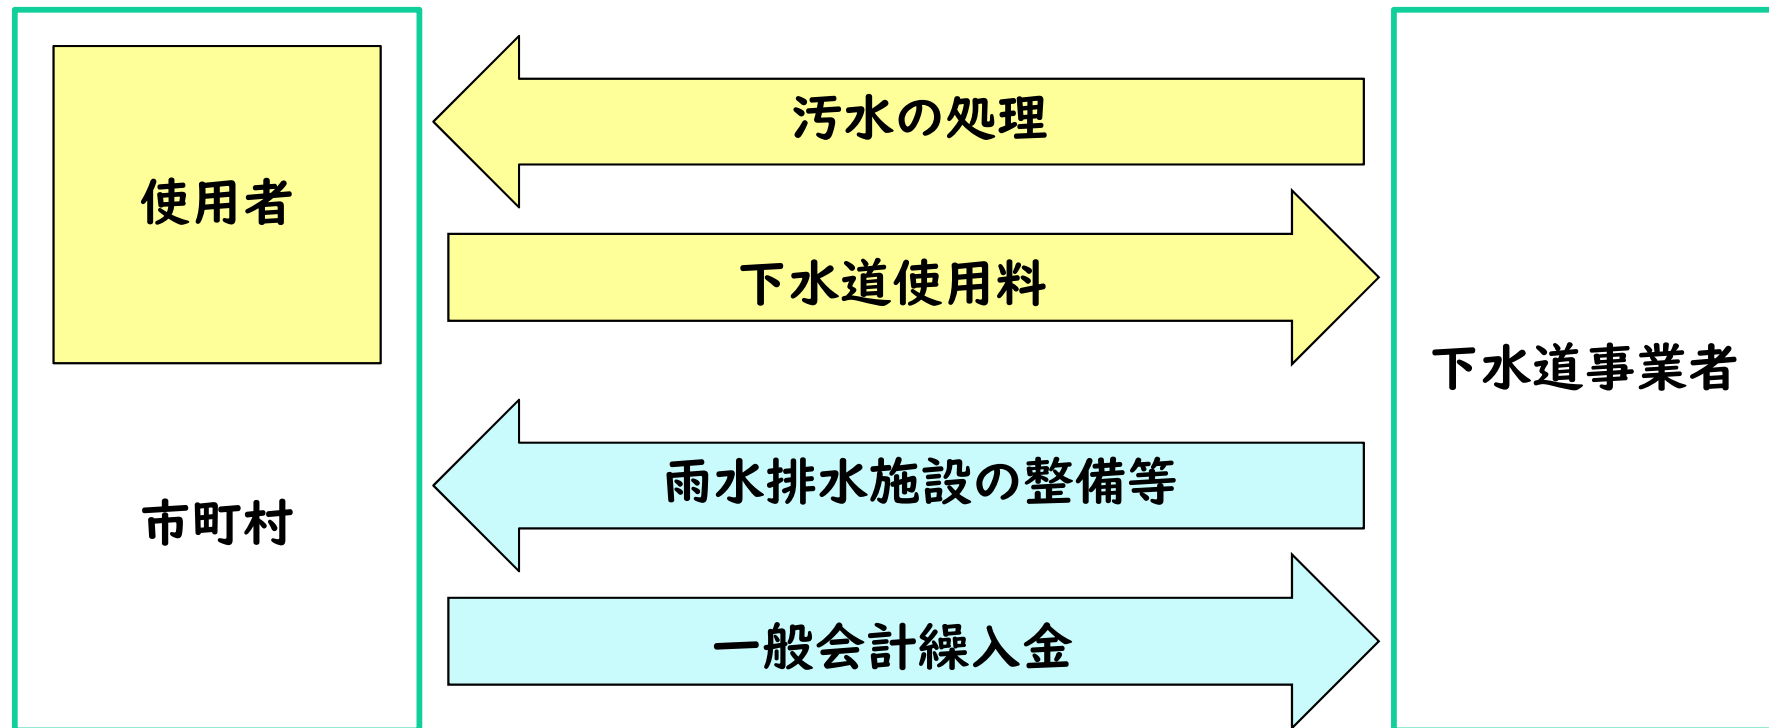 使用者
市町村
汚水の処理
下水道使用料
雨水排水施設の整備等
一般会計繰入金
下水道事業者